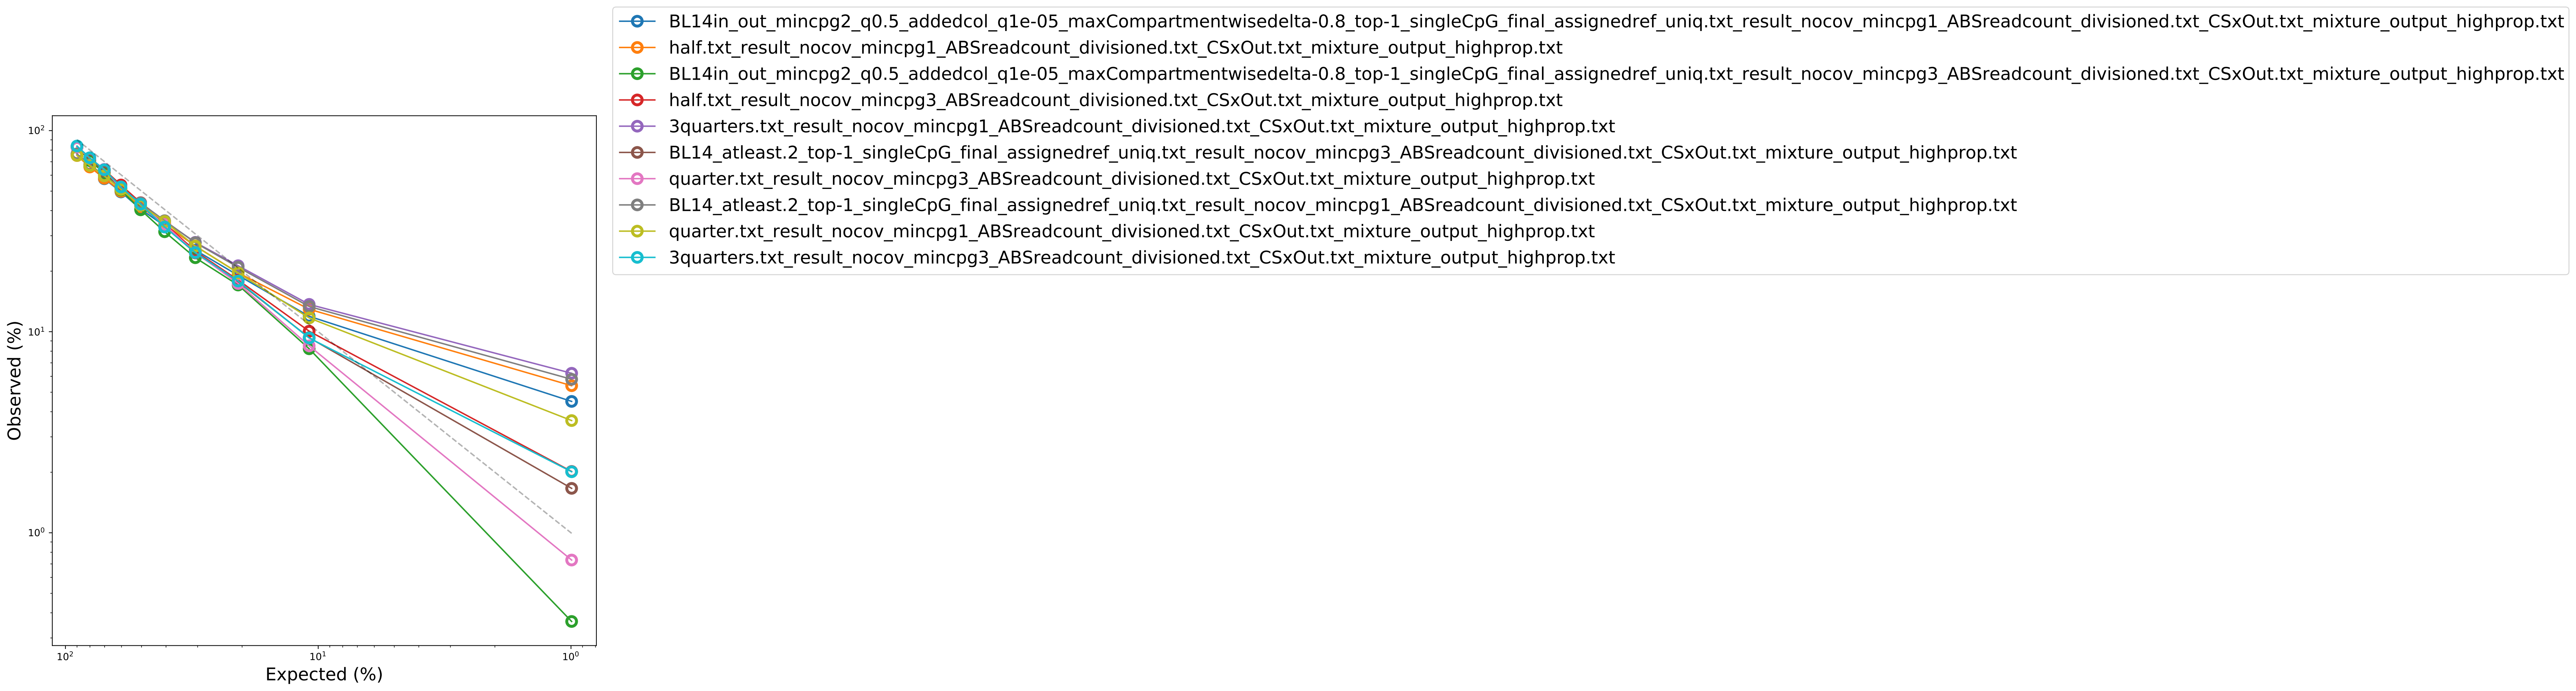 BL14in_out_mincpg2_q0.5_addedcol_q1e-05_maxCompartmentwisedelta-0.8_top-1_singleCpG_final_assignedref_uniq.txt_result_nocov_mincpg1_ABSreadcount_divisioned.txt_CSxOut.txt_mixture_output_highprop.txt
half.txt_result_nocov_mincpg1_ABSreadcount_divisioned.txt_CSxOut.txt_mixture_output_highprop.txt
BL14in_out_mincpg2_q0.5_addedcol_q1e-05_maxCompartmentwisedelta-0.8_top-1_singleCpG_final_assignedref_uniq.txt_result_nocov_mincpg3_ABSreadcount_divisioned.txt_CSxOut.txt_mixture_output_highprop.txt
half.txt_result_nocov_mincpg3_ABSreadcount_divisioned.txt_CSxOut.txt_mixture_output_highprop.txt
3quarters.txt_result_nocov_mincpg1_ABSreadcount_divisioned.txt_CSxOut.txt_mixture_output_highprop.txt
BL14_atleast.2_top-1_singleCpG_final_assignedref_uniq.txt_result_nocov_mincpg3_ABSreadcount_divisioned.txt_CSxOut.txt_mixture_output_highprop.txt
quarter.txt_result_nocov_mincpg3_ABSreadcount_divisioned.txt_CSxOut.txt_mixture_output_highprop.txt
BL14_atleast.2_top-1_singleCpG_final_assignedref_uniq.txt_result_nocov_mincpg1_ABSreadcount_divisioned.txt_CSxOut.txt_mixture_output_highprop.txt
quarter.txt_result_nocov_mincpg1_ABSreadcount_divisioned.txt_CSxOut.txt_mixture_output_highprop.txt
3quarters.txt_result_nocov_mincpg3_ABSreadcount_divisioned.txt_CSxOut.txt_mixture_output_highprop.txt
10²
10¹
10⁰
Observed (%)
10² 10¹ 10⁰
Expected (%)